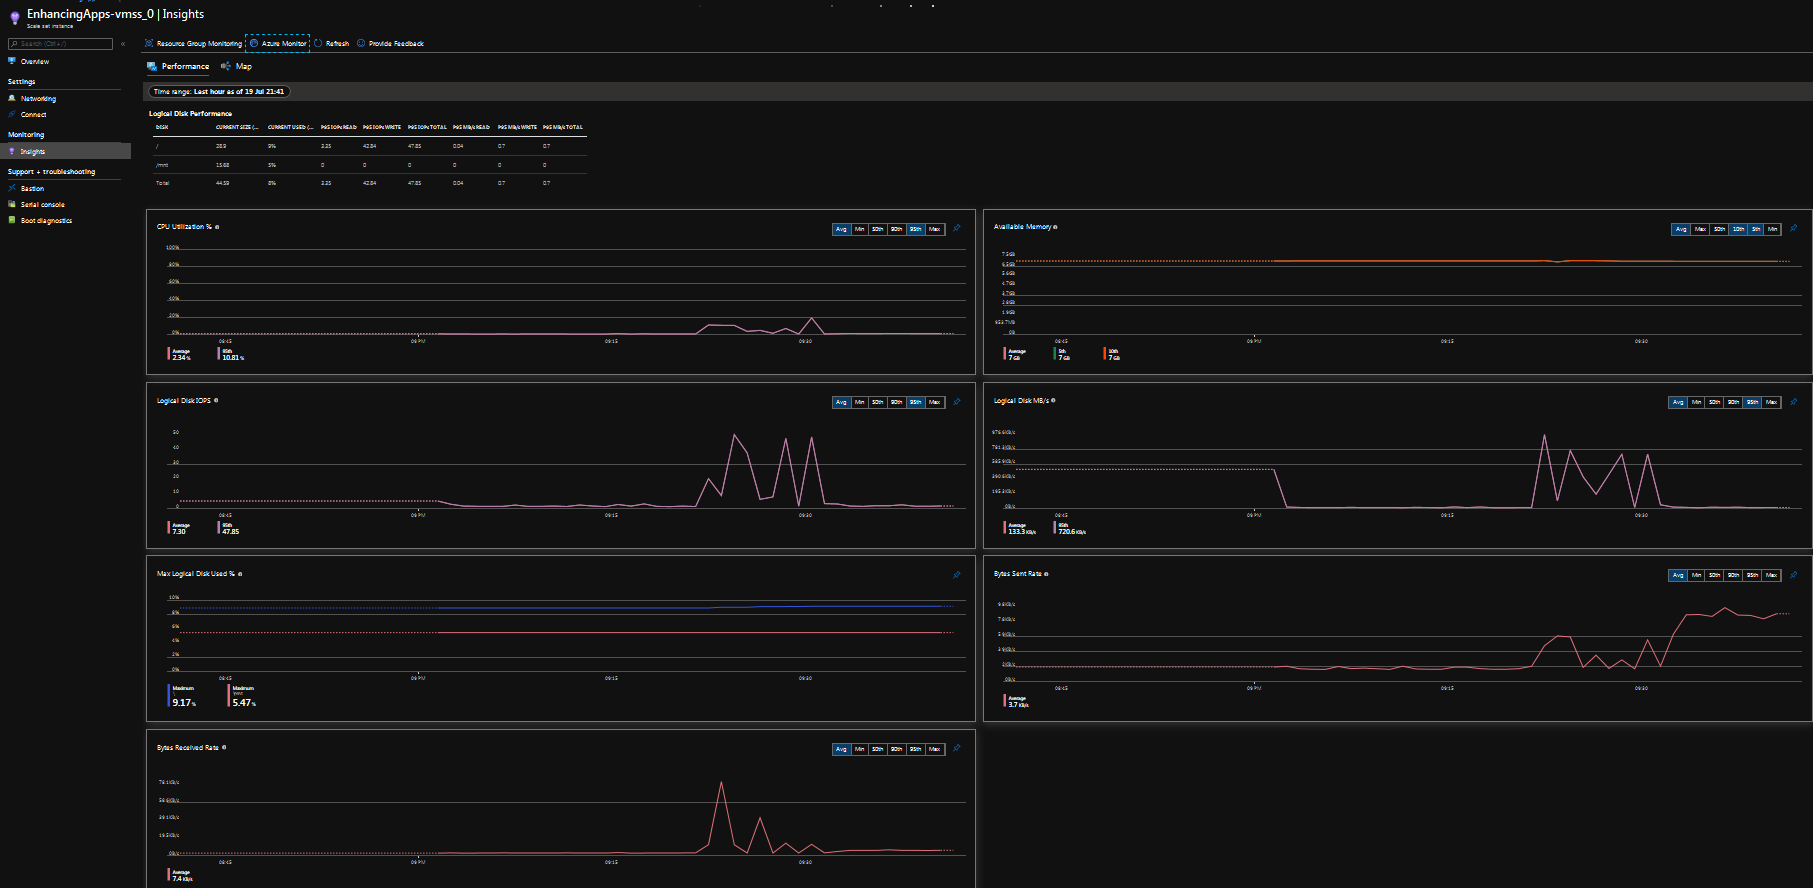 EnhancingApps-vmss_0 | Insights
Scale set instance
Search (Ctrl+/)
«
Resource Group Monitoring
Azure Monitor
Refresh
Provide Feedback
Overview
Settings
Networking
Connect
Monitoring
Insights
Support + troubleshooting
Bastion
Serial console
Boot diagnostics
Performance
Map
Time range: Last hour as of 19 Jul 21:41
Logical Disk Performance
DISK CURRENT SIZE (... CURRENT USED (... P95 IOPs READ P95 IOPs WRITE P95 IOPs TOTAL P95 MB/s READ P95 MB/s WRITE P95 MB/s TOTAL
/ 28.9 9% 2.25 42.84 47.85 0.04 0.7 0.7
/mnt 15.68 5% 0 0 0 0 0 0
Total 44.59 8% 2.25 42.84 47.85 0.04 0.7 0.7
CPU Utilization %
Avg Min 50th 90th 95th Max
100%
80%
60%
40%
20%
0%
08:45 09 PM 09:15 09:30
Average
2.34 %
95th
10.81 %
Available Memory
Avg Max 50th 10th 5th Min
7.5GB
6.5GB
5.6GB
4.7GB
2.8GB
1.9GB
953.7MB
0B
08:45 09 PM 09:15 09:30
Average
7 GB
5th
7 GB
10th
7 GB
Logical Disk IOPS
Avg Min 50th 90th 95th Max
50
40
30
20
10
0
08:45 09 PM 09:15 09:30
Average
7.30
95th
47.85
Logical Disk MB/s
Avg Min 50th 90th 95th Max
976.6KB/s
781.3KB/s
585.9KB/s
390.6KB/s
195.3KB/s
0B/s
08:45 09 PM 09:15 09:30
Average
133.3 KB/s
95th
720.6 KB/s
Max Logical Disk Used %
10%
8%
6%
4%
2%
0%
08:45 09 PM 09:15 09:30
Maximum
9.17 %
Maximum
5.47 %
Bytes Sent Rate
Avg Min 50th 90th 95th Max
9.8KB/s
7.8KB/s
5.9KB/s
3.9KB/s
2KB/s
0B/s
08:45 09 PM 09:15 09:30
Average
3.7 KB/s
Bytes Received Rate
Avg Min 50th 90th 95th Max
78.1KB/s
58.6KB/s
39.1KB/s
19.5KB/s
0B/s
08:45 09 PM 09:15 09:30
Average
7.4 KB/s